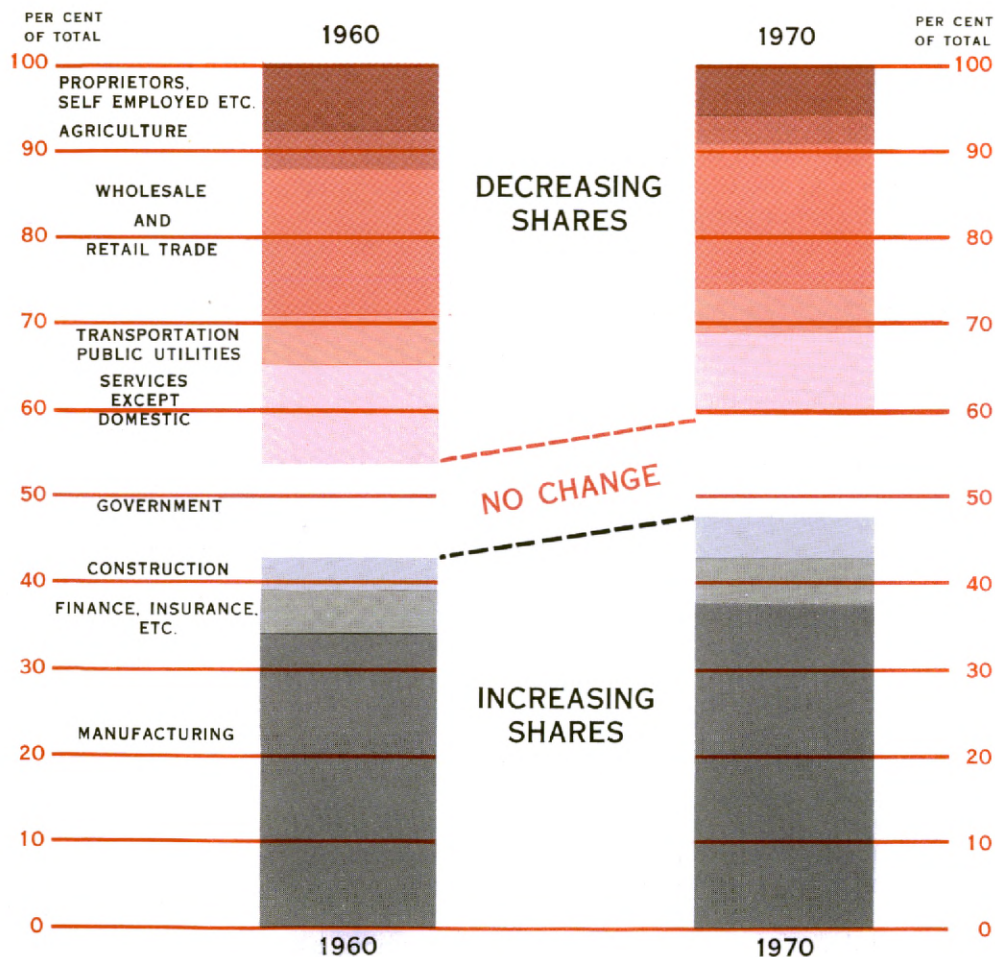 PER CENT
OF TOTAL
1960
1970
PER CENT
OF TOTAL
100
100
PROPRIETORS,
SELF EMPLOYED ETC.
AGRICULTURE
90
90
WHOLESALE
AND
RETAIL TRADE
DECREASING
SHARES
80
80
70
70
TRANSPORTATION
PUBLIC UTILITIES
SERVICES
EXCEPT
DOMESTIC
60
60
NO CHANGE
50
50
GOVERNMENT
CONSTRUCTION
40
40
FINANCE, INSURANCE,
ETC.
30
30
INCREASING
SHARES
MANUFACTURING
20
20
10
10
0
0
1960
1970